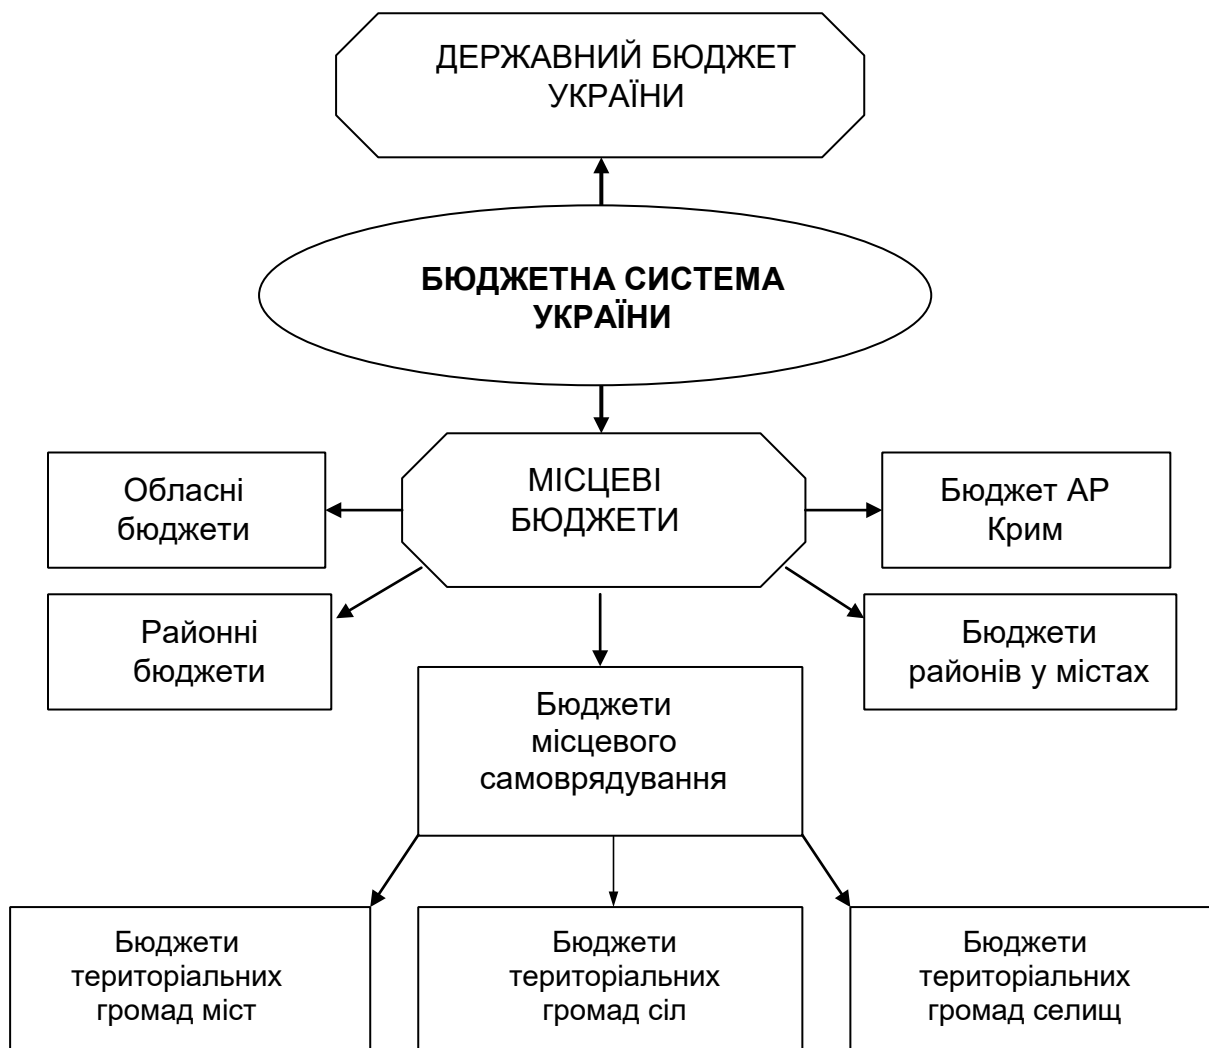 ДЕРЖАВНИЙ БЮДЖЕТ
УКРАЇНИ
БЮДЖЕТНА СИСТЕМА
УКРАЇНИ
МІСЦЕВІ
БЮДЖЕТИ
Обласні
бюджети
Бюджет АР
Крим
Районні
бюджети
Бюджети
районів у містах
Бюджети
місцевого
самоврядування
Бюджети
територіальних
громад міст
Бюджети
територіальних
громад сіл
Бюджети
територіальних
громад селищ